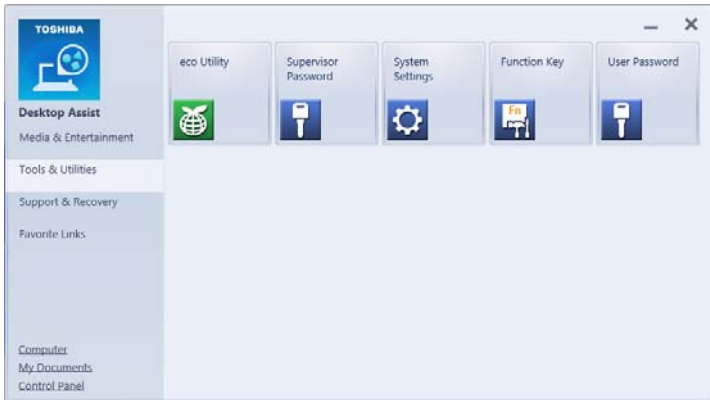 TOSHIBA
Desktop Assist
Media & Entertainment
Tools & Utilities
Support & Recovery
Favorite Links
Computer
My Documents
Control Panel
eco Utility
Supervisor
Password
System
Settings
Function Key
Fn
User Password